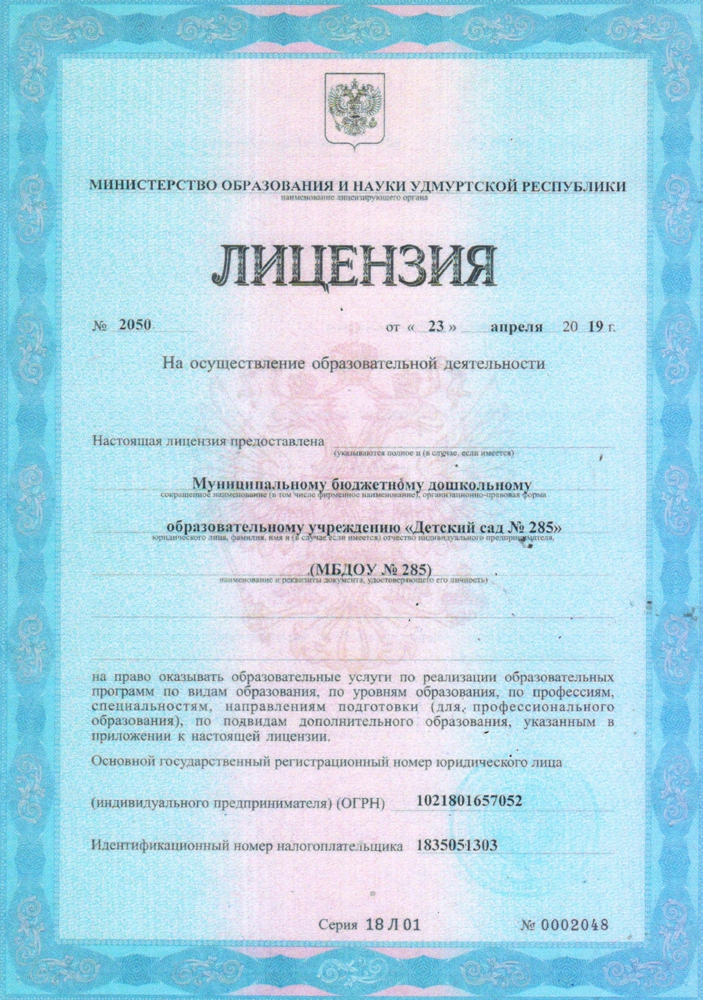 МИНИСТЕРСТВО ОБРАЗОВАНИЯ И НАУКИ УДМУРТСКОЙ РЕСПУБЛИКИ
наименование лицензирующего органа
ЛИЦЕНЗИЯ
№ 2050 от « 23 » апреля 20 19 г.
На осуществление образовательной деятельности
Настоящая лицензия предоставлена
(указываются полное и (в случае, если имеется)
Муниципальному бюджетному дошкольному
сокращенное наименование (в том числе фирменное наименование), организационно-правовая форма
образовательному учреждению «Детский сад № 285»
юридического лица, фамилия, имя и (в случае если имеется) отчество индивидуального предпринимателя,
(МБДОУ № 285)
наименование и реквизиты документа, удостоверяющего его личность)
на право оказывать образовательные услуги по реализации образовательных
программ по видам образования, по уровням образования, по профессиям,
специальностям, направлениям подготовки (для профессионального
образования), по подвидам дополнительного образования, указанным в
приложении к настоящей лицензии.
Основной государственный регистрационный номер юридического лица
(индивидуального предпринимателя) (ОГРН) 1021801657052
Идентификационный номер налогоплательщика 1835051303
Серия 18 Л 01 № 0002048